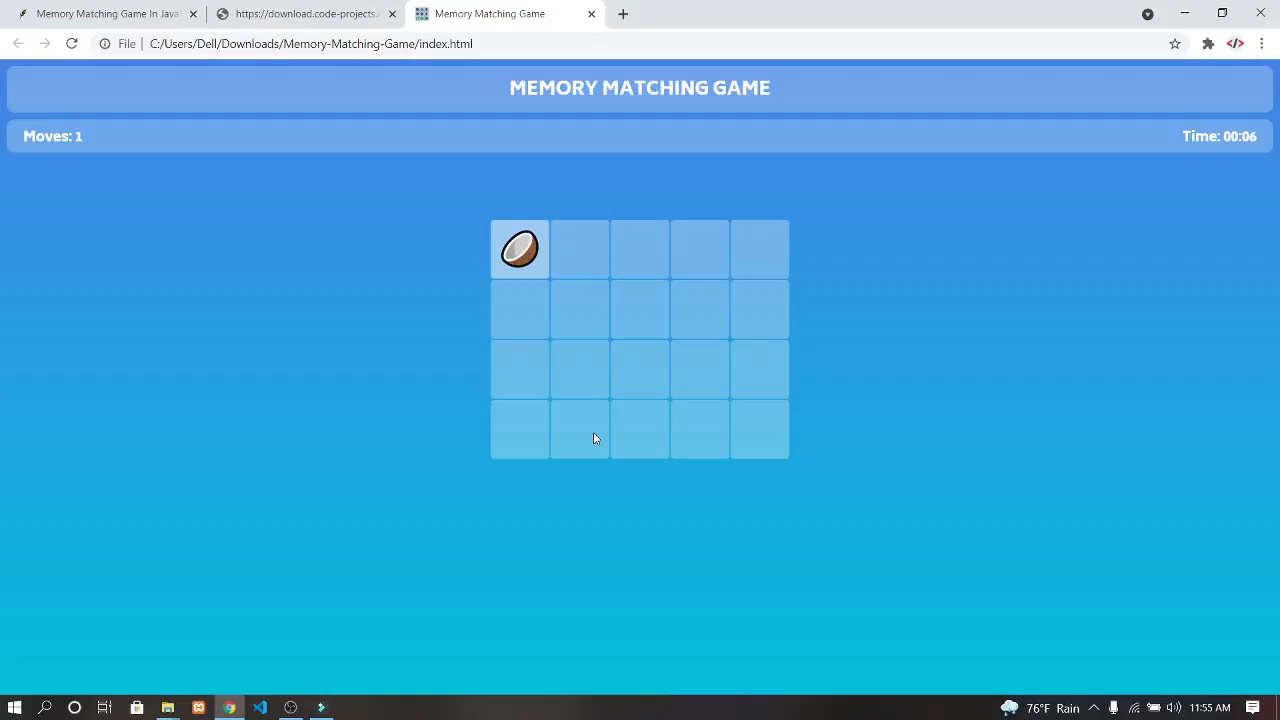 Memory Matching Game in Java
https://download.code-projects.
Memory Matching Game
File
C:/Users/Dell/Downloads/Memory-Matching-Game/index.html
MEMORY MATCHING GAME
Moves: 1
Time: 00:06
76°F Rain
11:55 AM